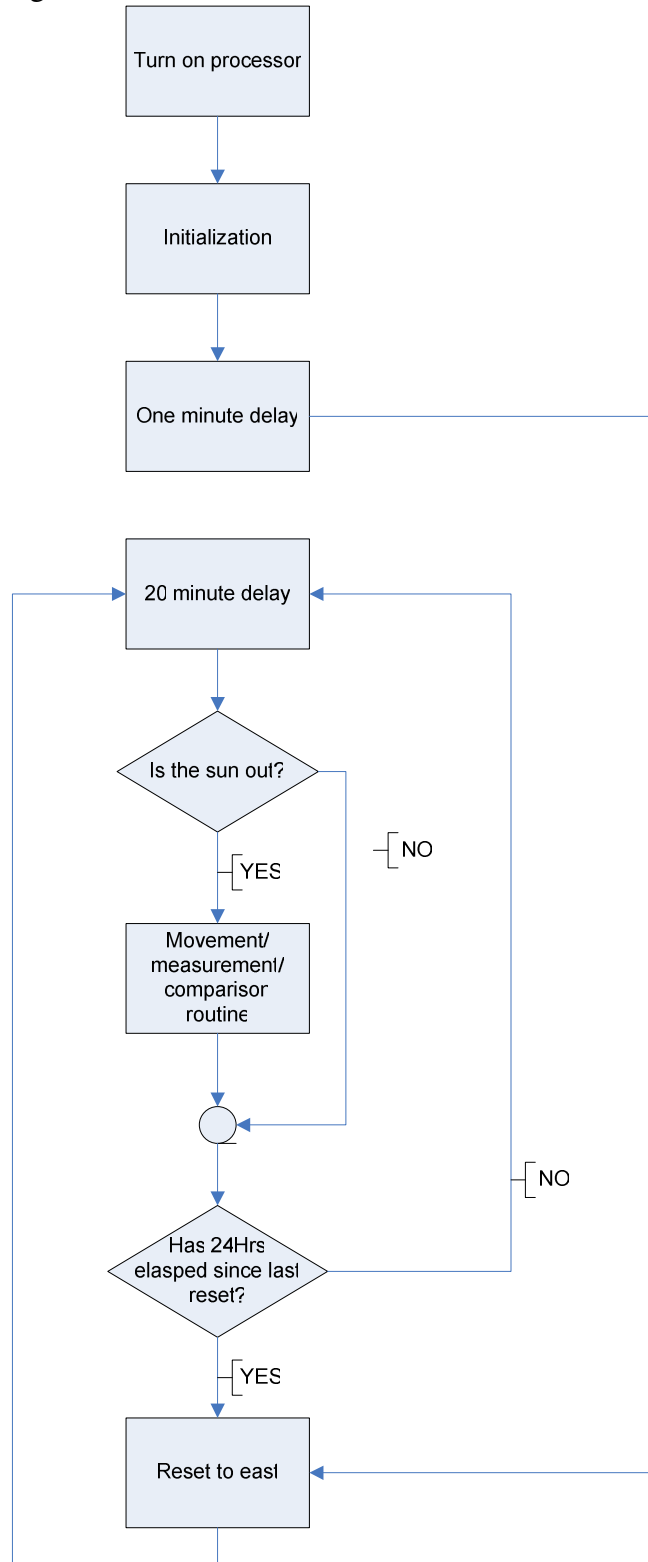 Turn on processor
Initialization
One minute delay
20 minute delay
Is the sun out?
NO
YES
Movement/
measurement/
comparison
routine
NO
Has 24Hrs
elasped since last
reset?
YES
Reset to east